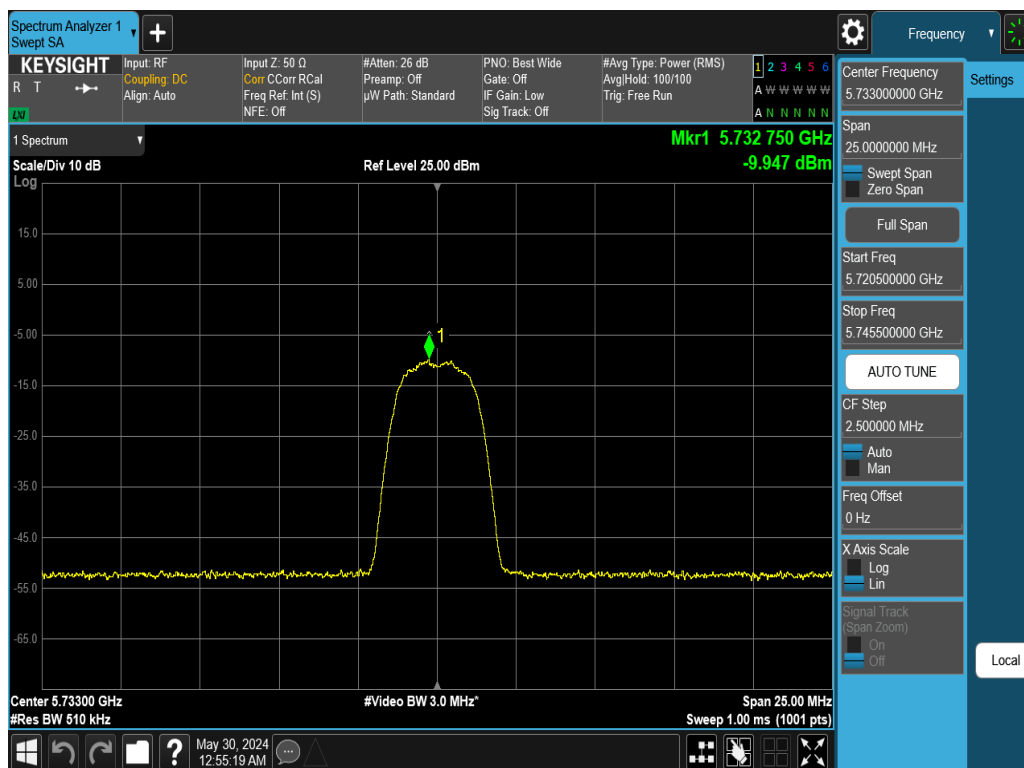 Spectrum Analyzer 1
Swept SA
+
Frequency
KEYSIGHT
R T
LXI
Input: RF
Coupling: DC
Align: Auto
Input Z: 50 Ω
Corr CCorr RCal
Freq Ref: Int (S)
NFE: Off
#Atten: 26 dB
Preamp: Off
µW Path: Standard
PNO: Best Wide
Gate: Off
IF Gain: Low
Sig Track: Off
#Avg Type: Power (RMS)
Avg|Hold: 100/100
Trig: Free Run
1 2 3 4 5 6
A W W W W W
A N N N N N
1 Spectrum
Mkr1 5.732 750 GHz
-9.947 dBm
Scale/Div 10 dB
Ref Level 25.00 dBm
Log
15.0
5.00
-5.00
-15.0
-25.0
-35.0
-45.0
-55.0
-65.0
1
Center 5.73300 GHz
#Video BW 3.0 MHz*
Span 25.00 MHz
#Res BW 510 kHz
Sweep 1.00 ms (1001 pts)
Center Frequency
5.733000000 GHz
Settings
Span
25.0000000 MHz
Swept Span
Zero Span
Full Span
Start Freq
5.720500000 GHz
Stop Freq
5.745500000 GHz
AUTO TUNE
CF Step
2.500000 MHz
Auto
Man
Freq Offset
0 Hz
X Axis Scale
Log
Lin
Signal Track
(Span Zoom)
On
Off
Local
?
May 30, 2024
12:55:19 AM